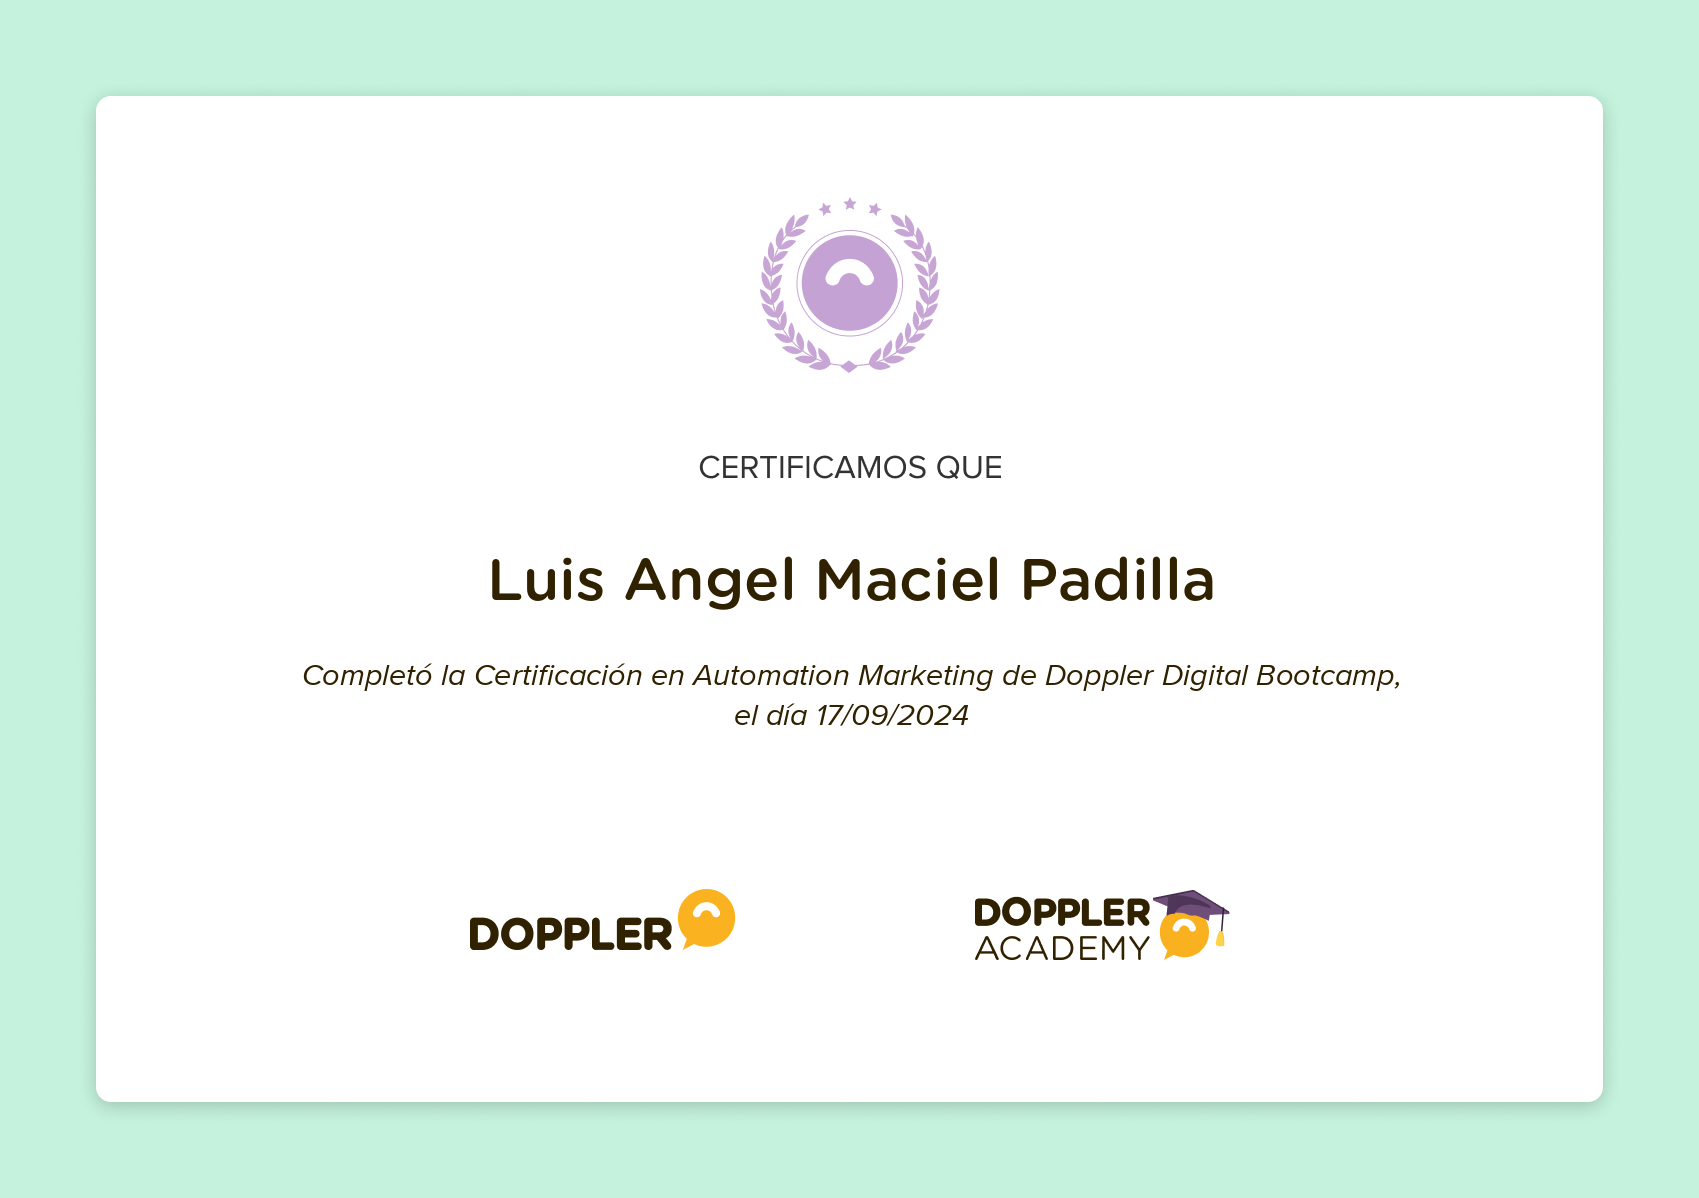 CERTIFICAMOS QUE
Luis Angel Maciel Padilla
Completó la Certificación en Automation Marketing de Doppler Digital Bootcamp,
el día 17/09/2024
DOPPLER
DOPPLER
ACADEMY